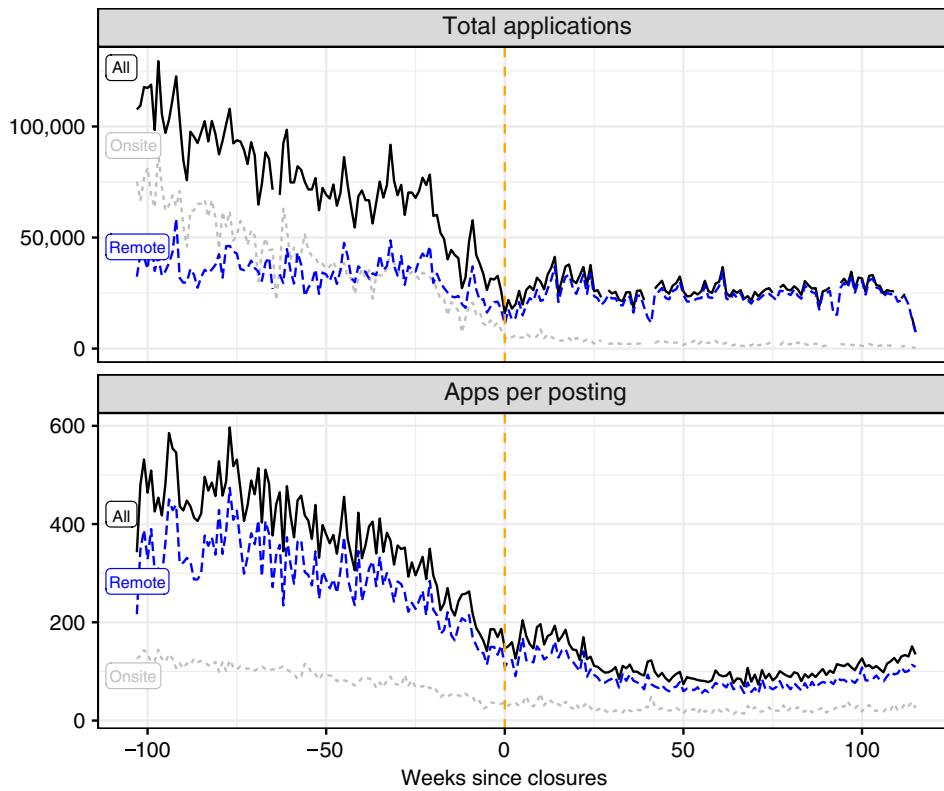 Total applications
All
Onsite
Remote
100,000
50,000
0
Apps per posting
All
Remote
Onsite
600
400
200
0
−100
−50
0
50
100
Weeks since closures